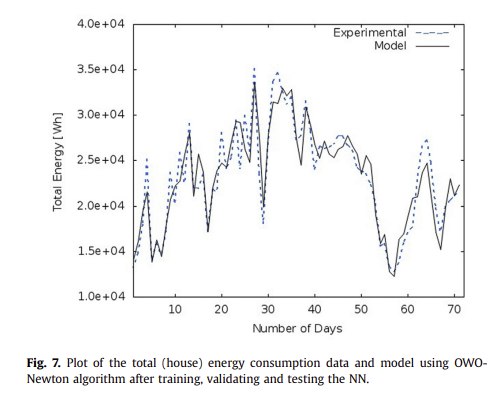 4.0e+04
Experimental
Model
3.5e+04
3.0e+04
2.5e+04
2.0e+04
1.5e+04
1.0e+04
Total Energy [Wh]
10 20 30 40 50 60 70
Number of Days
Fig. 7. Plot of the total (house) energy consumption data and model using OWO-
Newton algorithm after training, validating and testing the NN.